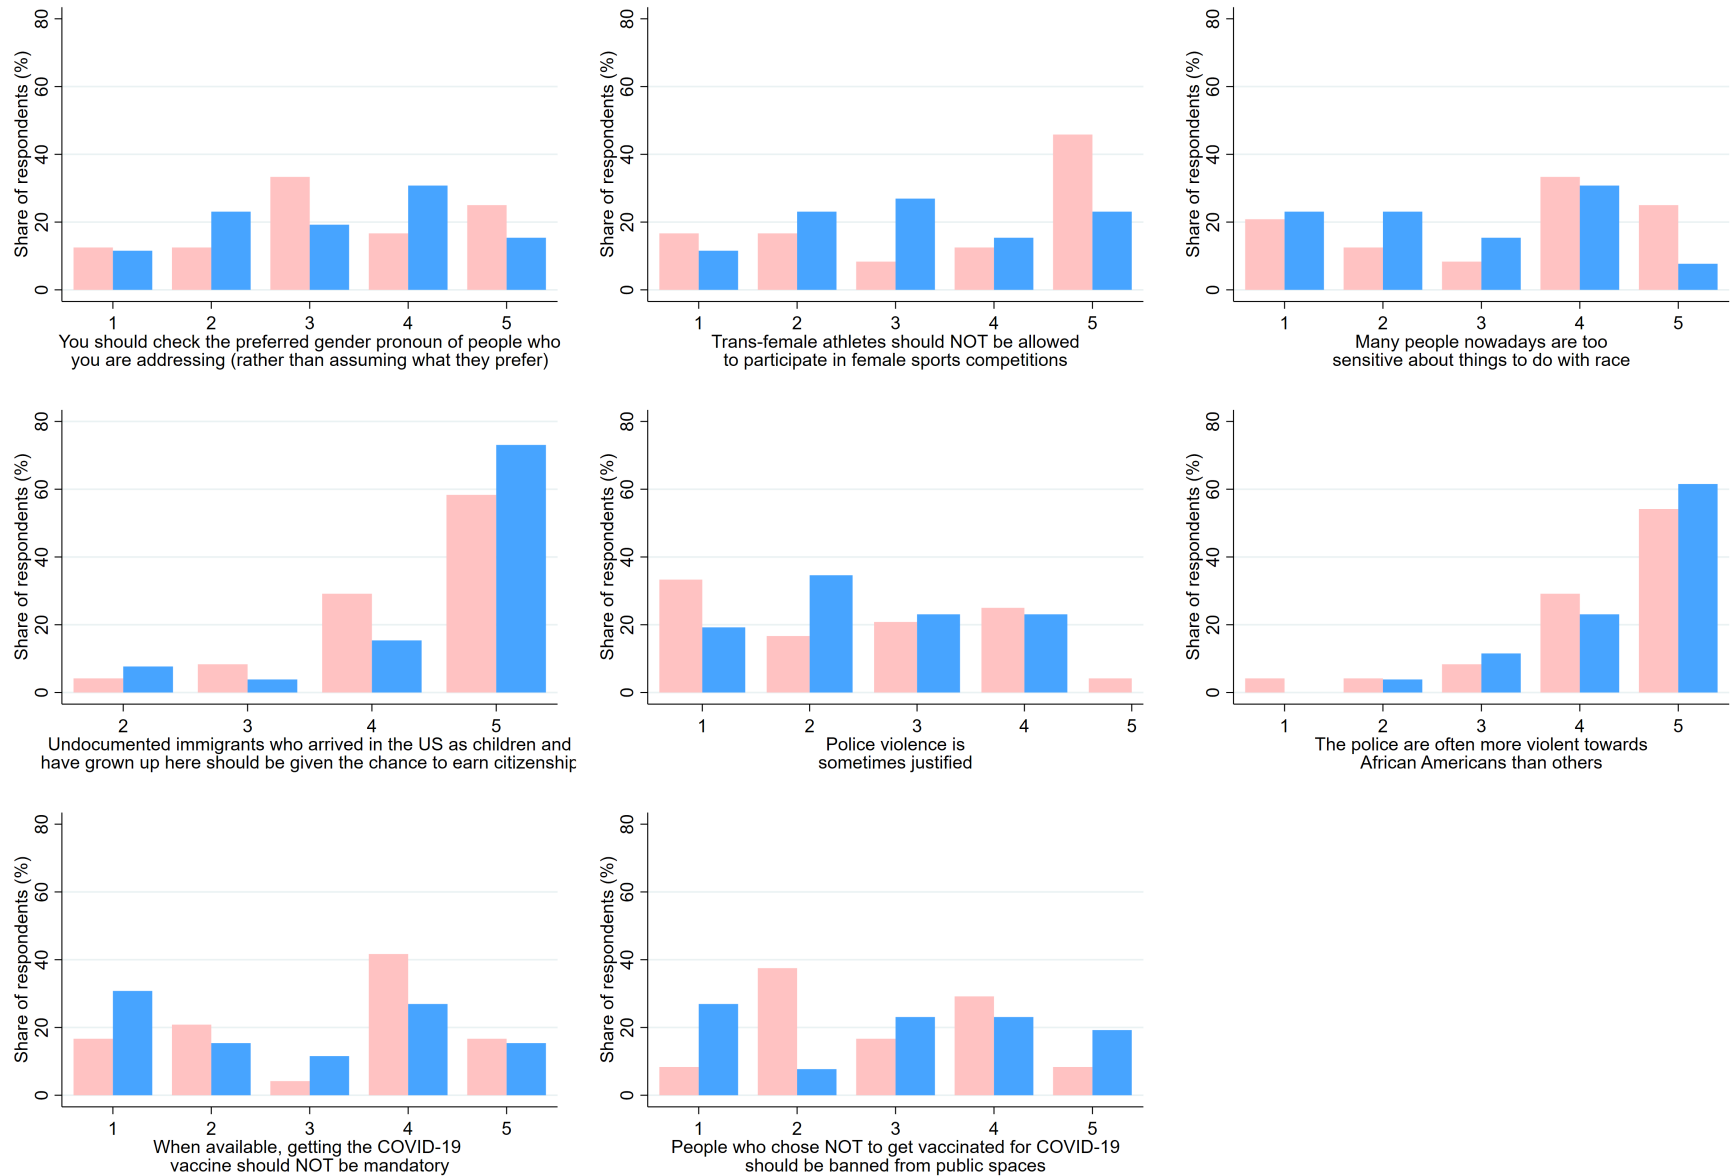 Share of respondents (%)
80
60
40
20
0
1 2 3 4 5
You should check the preferred gender pronoun of people who
you are addressing (rather than assuming what they prefer)
Share of respondents (%)
80
60
40
20
0
1 2 3 4 5
Trans-female athletes should NOT be allowed
to participate in female sports competitions
Share of respondents (%)
80
60
40
20
0
1 2 3 4 5
Many people nowadays are too
sensitive about things to do with race
Share of respondents (%)
80
60
40
20
0
2 3 4 5
Undocumented immigrants who arrived in the US as children and
have grown up here should be given the chance to earn citizenship
Share of respondents (%)
80
60
40
20
0
1 2 3 4 5
Police violence is
sometimes justified
Share of respondents (%)
80
60
40
20
0
1 2 3 4 5
The police are often more violent towards
African Americans than others
Share of respondents (%)
80
60
40
20
0
1 2 3 4 5
When available, getting the COVID-19
vaccine should NOT be mandatory
Share of respondents (%)
80
60
40
20
0
1 2 3 4 5
People who chose NOT to get vaccinated for COVID-19
should be banned from public spaces